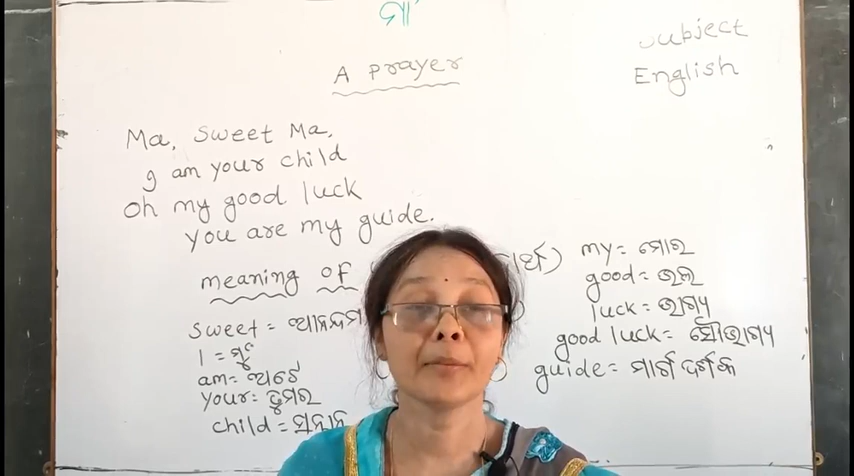 ମାଁ
Subject
A prayer
English
Ma, Sweet Ma,
I am your child
Oh my good luck
you are my guide.
meaning of
my = ମୋର
good = ଭଲ
luck = ଭାଗ୍ୟ
good luck = ସୌଭାଗ୍ୟ
guide = ମାର୍ଗ ଦର୍ଶକ
Sweet =
I = ମୁଁ
am = ଅଟେ
your = ତୁମର
child = ସନ୍ତାନ